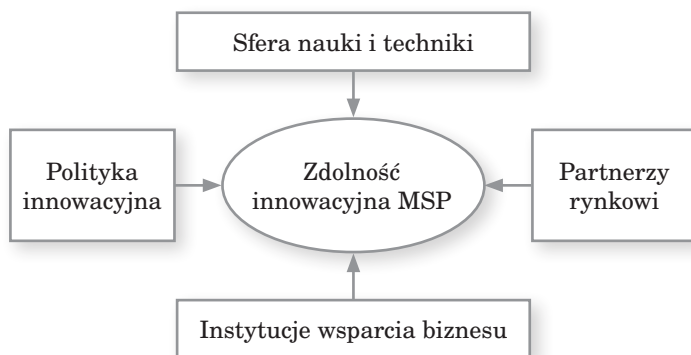 Sfera nauki i techniki
Polityka
innowacyjna
Zdolność
innowacyjna MSP
Partnerzy
rynkowi
Instytucje wsparcia biznesu